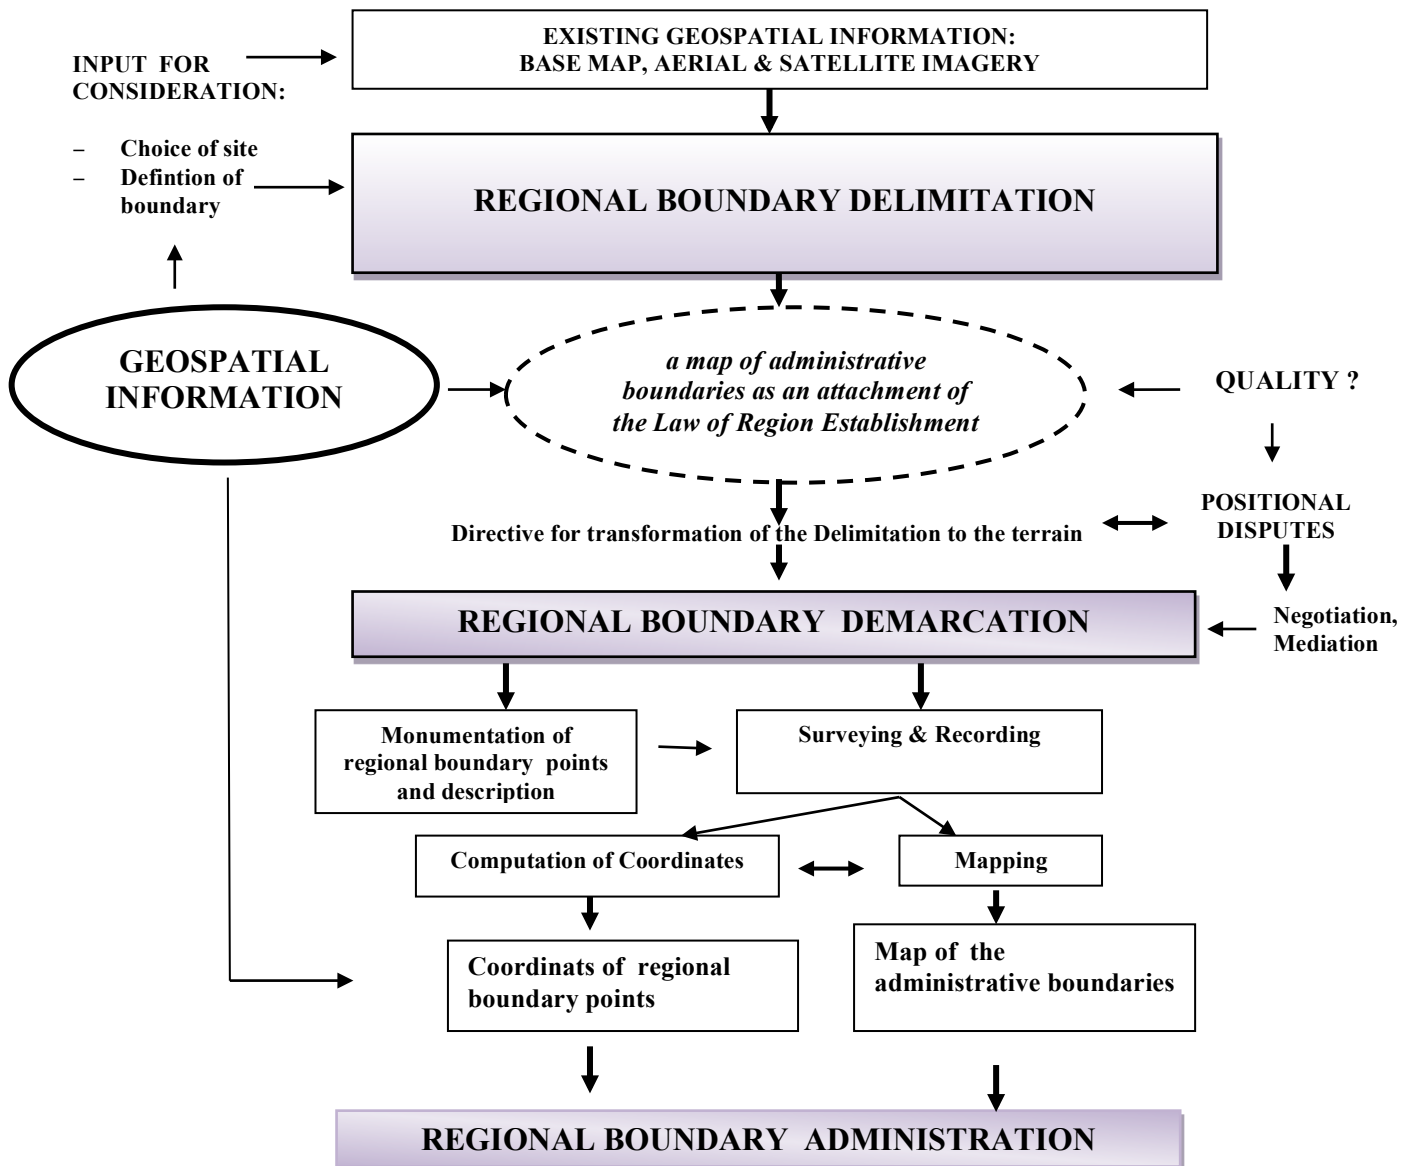 EXISTING GEOSPATIAL INFORMATION:
BASE MAP, AERIAL & SATELLITE IMAGERY
INPUT FOR
CONSIDERATION:
– Choice of site
– Defintion of
boundary
REGIONAL BOUNDARY DELIMITATION
GEOSPATIAL
INFORMATION
a map of administrative
boundaries as an attachment of
the Law of Region Establishment
QUALITY ?
Directive for transformation of the Delimitation to the terrain
POSITIONAL
DISPUTES
REGIONAL BOUNDARY DEMARCATION
Negotiation,
Mediation
Monumentation of
regional boundary points
and description
Surveying & Recording
Computation of Coordinates
Mapping
Coordinats of regional
boundary points
Map of the
administrative boundaries
REGIONAL BOUNDARY ADMINISTRATION